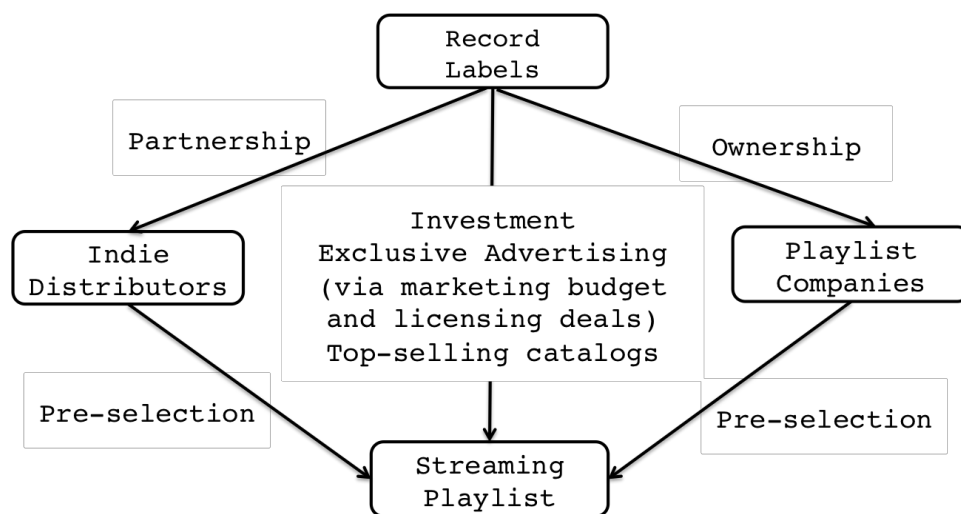 Record
Labels
Partnership
Ownership
Investment
Exclusive Advertising
(via marketing budget
and licensing deals)
Top-selling catalogs
Indie
Distributors
Playlist
Companies
Pre-selection
Pre-selection
Streaming
Playlist